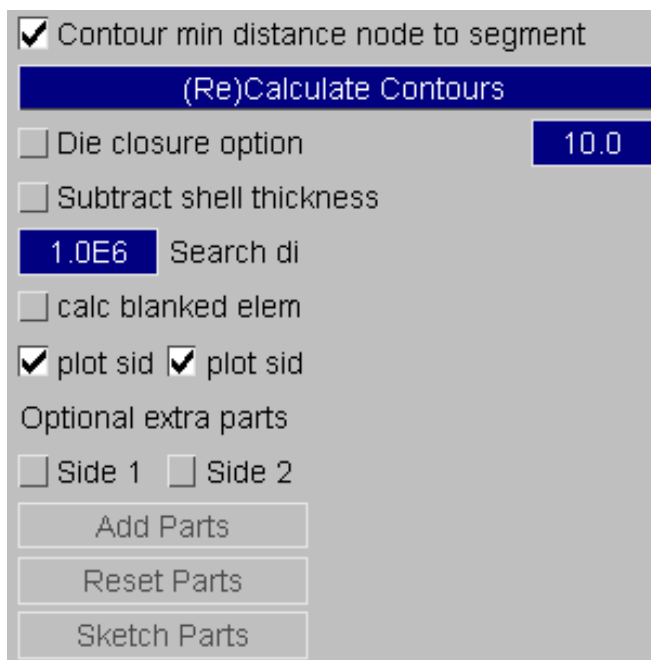 Contour min distance node to segment
(Re)Calculate Contours
Die closure option 10.0
Subtract shell thickness
1.0E6 Search di
calc blanked elem
plot sid plot sid
Optional extra parts
Side 1 Side 2
Add Parts
Reset Parts
Sketch Parts